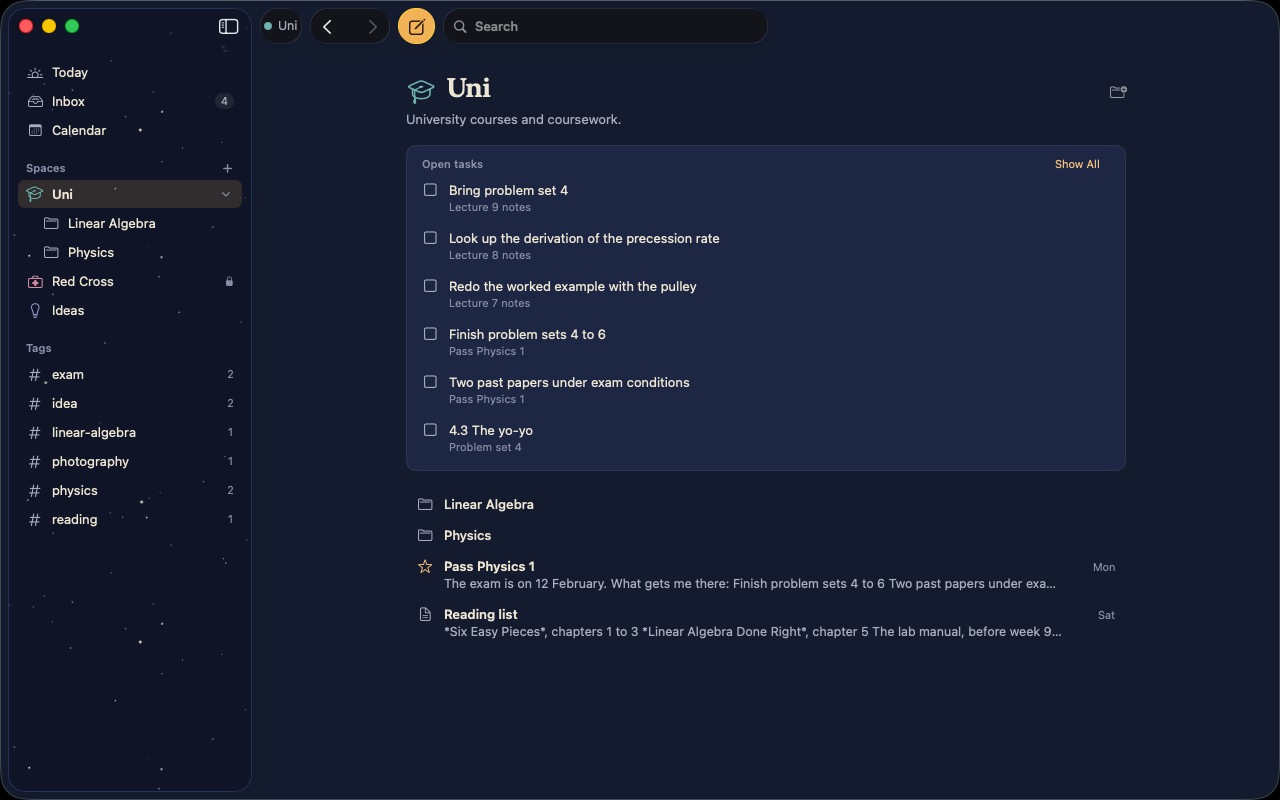 Uni
Search
Today
Inbox 4
Calendar
Spaces
Uni
Linear Algebra
Physics
Red Cross
Ideas
Tags
# exam 2
# idea 2
# linear-algebra 1
# photography 1
# physics 2
# reading 1
Uni
University courses and coursework.
Open tasks Show All
Bring problem set 4
Lecture 9 notes
Look up the derivation of the precession rate
Lecture 8 notes
Redo the worked example with the pulley
Lecture 7 notes
Finish problem sets 4 to 6
Pass Physics 1
Two past papers under exam conditions
Pass Physics 1
4.3 The yo-yo
Problem set 4
Linear Algebra
Physics
Pass Physics 1 Mon
The exam is on 12 February. What gets me there: Finish problem sets 4 to 6 Two past papers under exa…
Reading list Sat
*Six Easy Pieces*, chapters 1 to 3 *Linear Algebra Done Right*, chapter 5 The lab manual, before week 9…